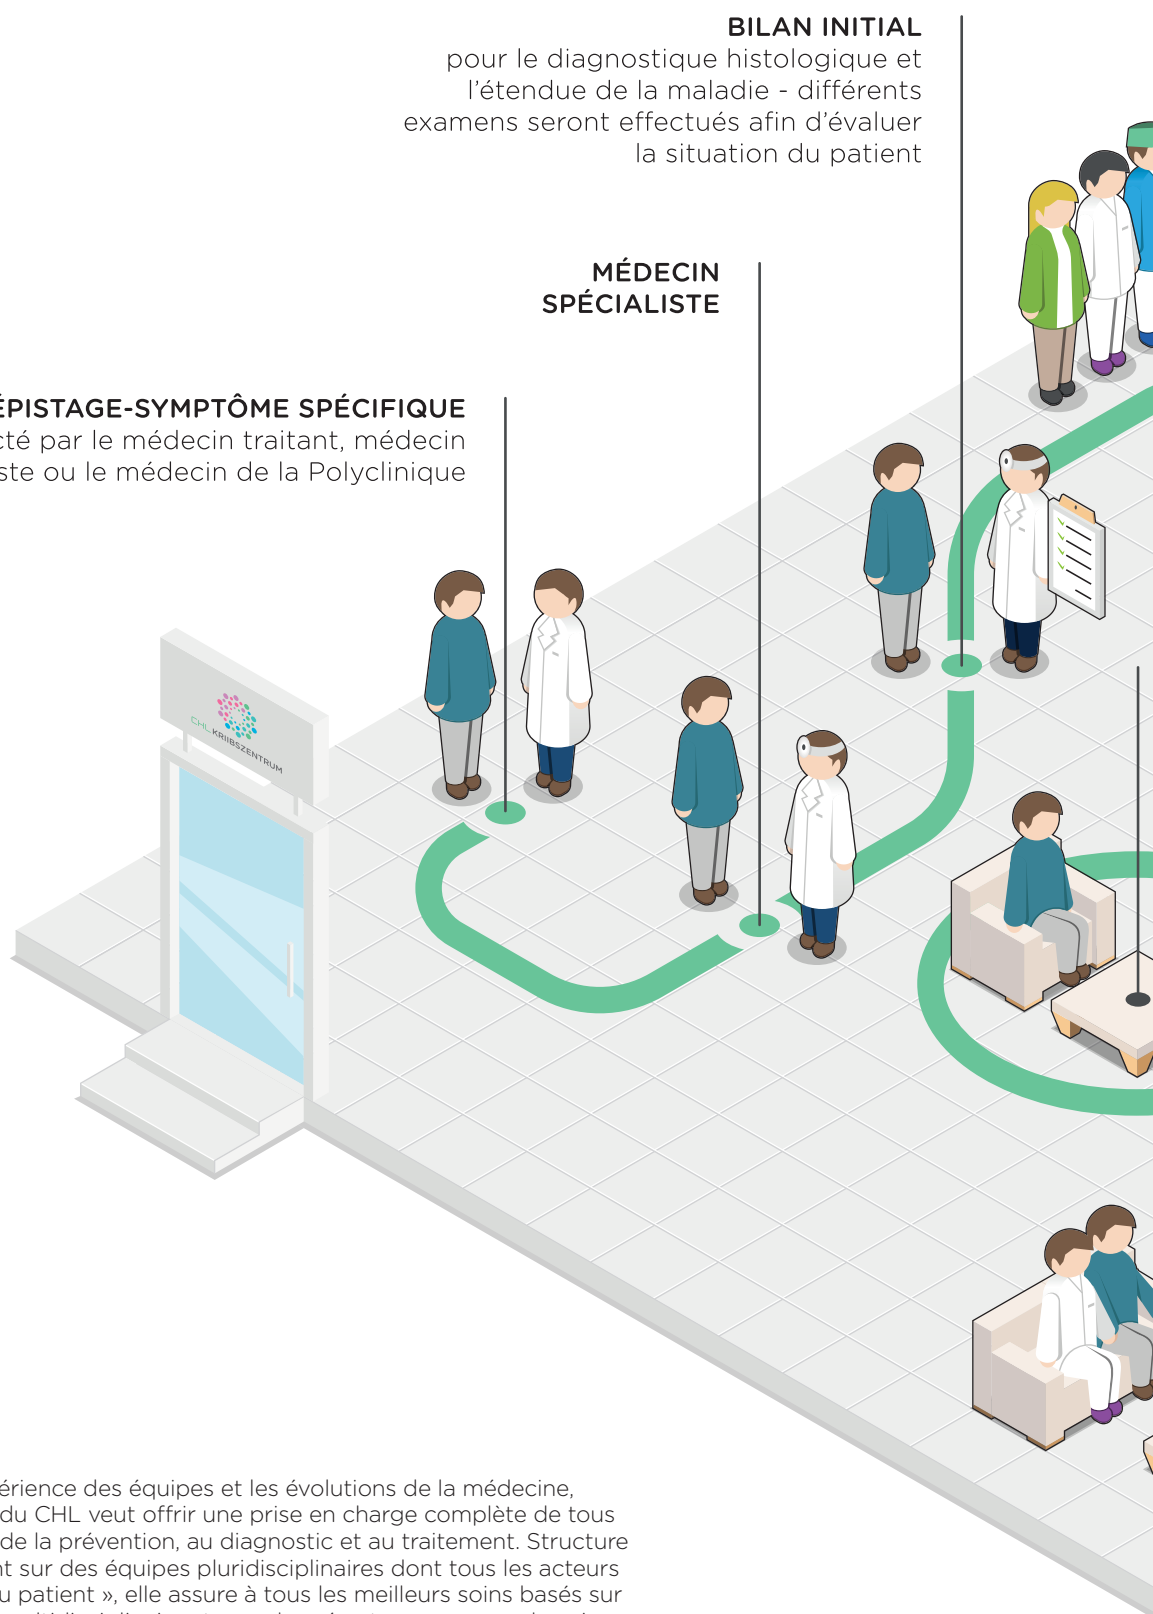 BILAN INITIAL
pour le diagnostique histologique et
l’étendue de la maladie - différents
examens seront effectués afin d’évaluer
la situation du patient
MÉDECIN
SPÉCIALISTE
ÉPISTAGE-SYMPTÔME SPÉCIFIQUE
cté par le médecin traitant, médecin
ste ou le médecin de la Polyclinique
CHL KRIIBSZENTRUM
érience des équipes et les évolutions de la médecine,
du CHL veut offrir une prise en charge complète de tous
de la prévention, au diagnostic et au traitement. Structure
nt sur des équipes pluridisciplinaires dont tous les acteurs
u patient », elle assure à tous les meilleurs soins basés sur